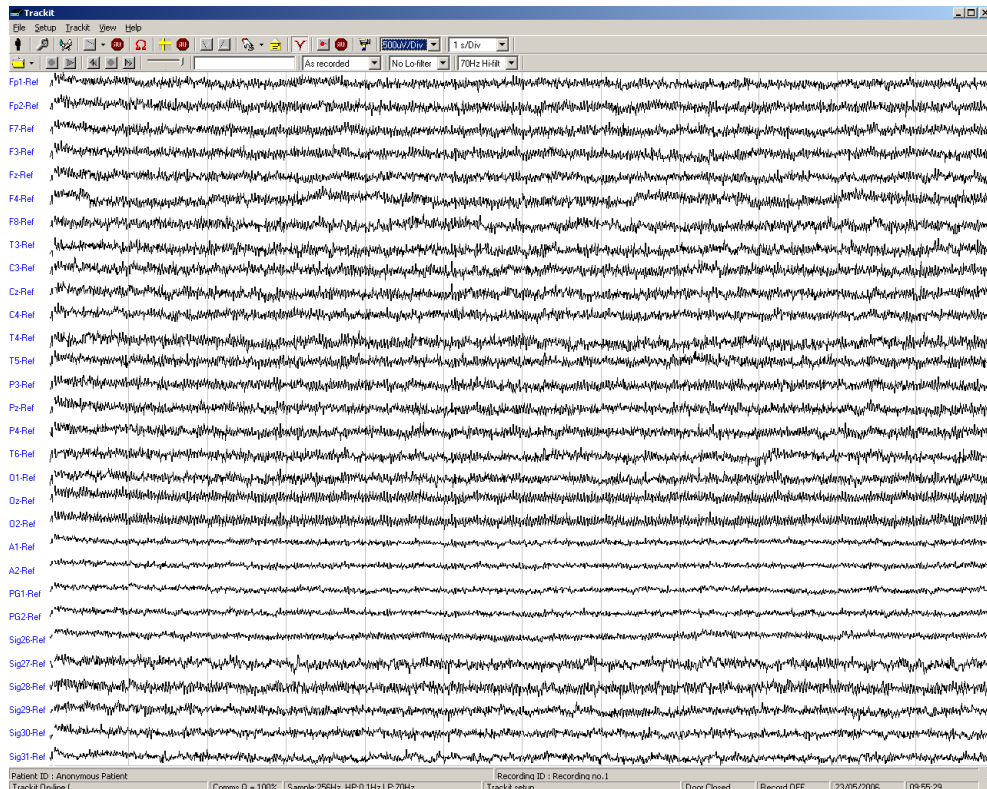 Trackit
File Setup Trackit View Help
500uV/Div 1 s/Div
As recorded No Lo-filter 70Hz Hi-filt
Fp1-Ref
Fp2-Ref
F7-Ref
F3-Ref
Fz-Ref
F4-Ref
F8-Ref
T3-Ref
C3-Ref
Cz-Ref
C4-Ref
T4-Ref
T5-Ref
P3-Ref
Pz-Ref
P4-Ref
T6-Ref
O1-Ref
Oz-Ref
O2-Ref
A1-Ref
A2-Ref
PG1-Ref
PG2-Ref
Sig26-Ref
Sig27-Ref
Sig28-Ref
Sig29-Ref
Sig30-Ref
Sig31-Ref
Patient ID : Anonymous Patient Recording ID : Recording no.1
Trackit On-line ( Comms Q = 100% Sample:256Hz HP:0.1Hz LP:70Hz Trackit setup Door Closed Record OFF 23/05/2006 09:55:29